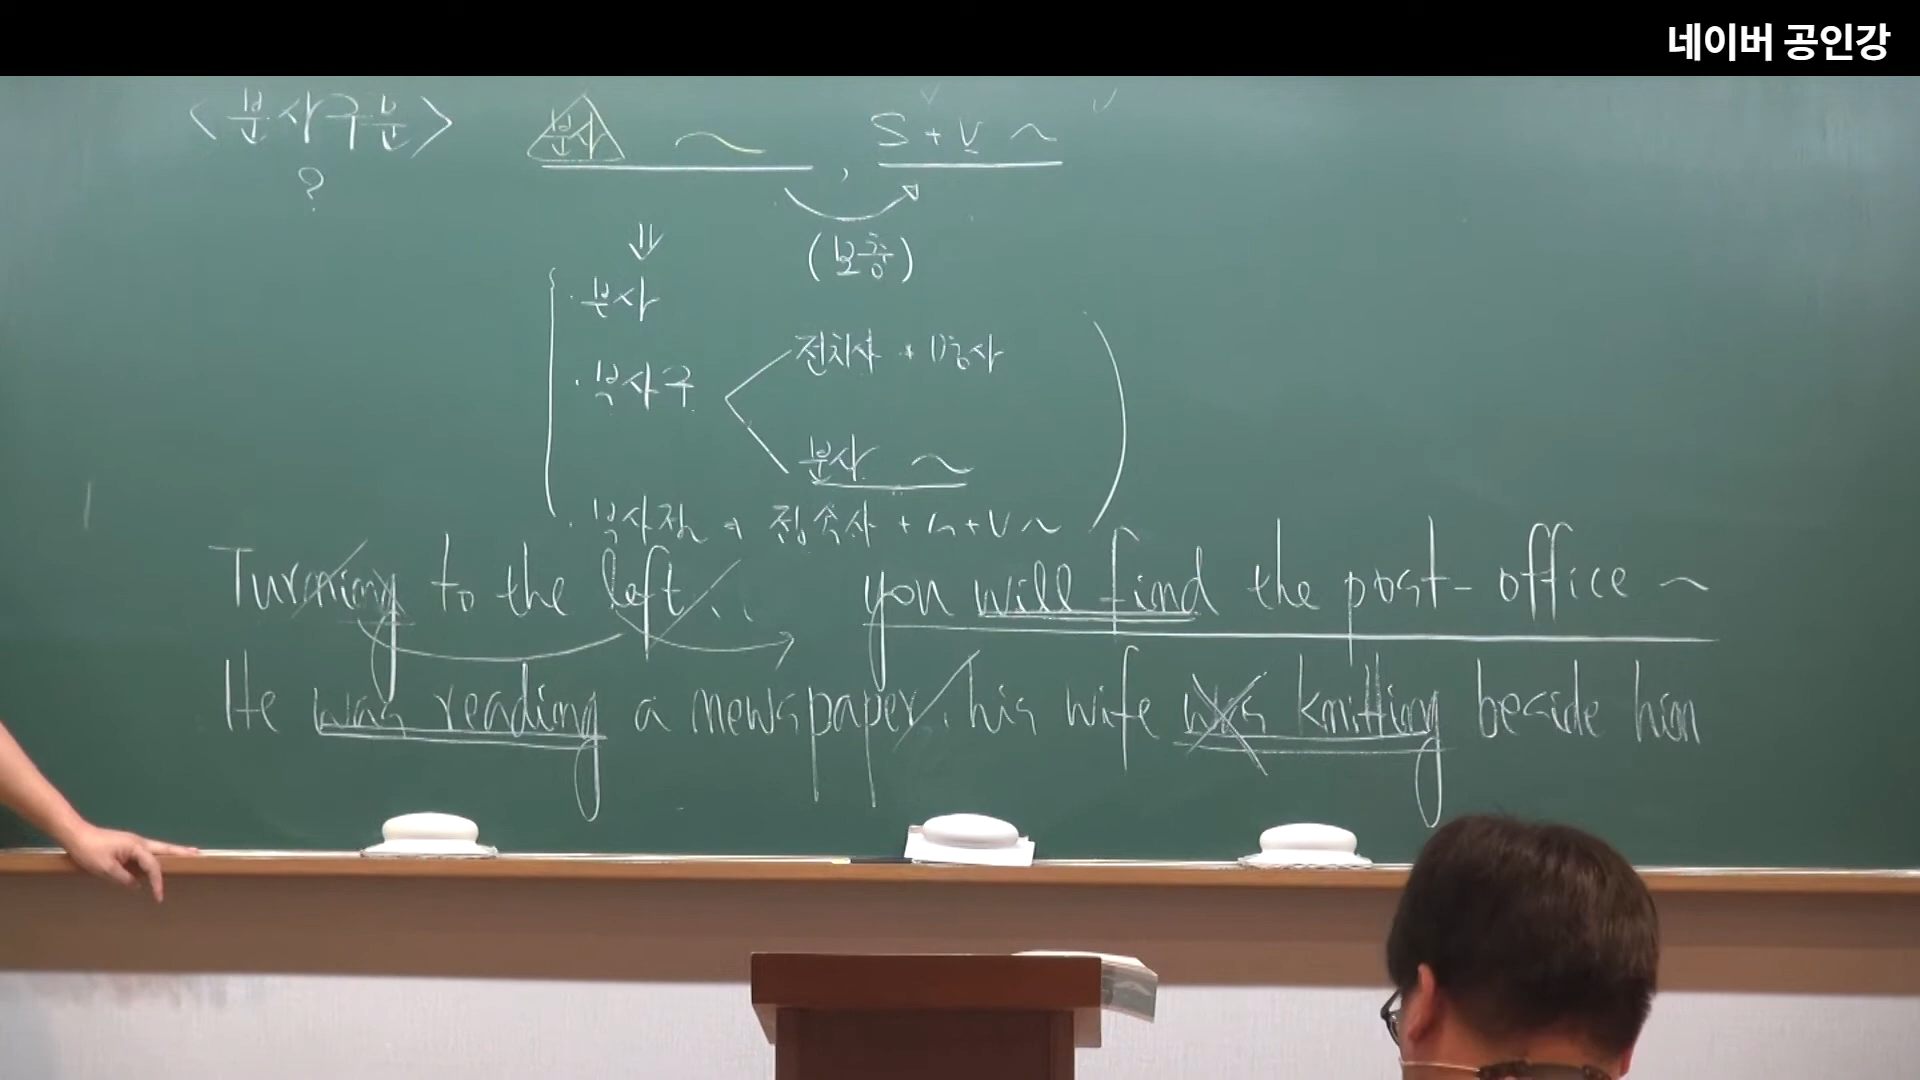 네이버 공인강
<분사구문> 분사 ~ , S + V ~
?
(보충)
⇓
· 분사
· 부사구 전치사 + 명사
분사 ~
· 부사절 → 접속사 + S + V ~
Turning to the left, you will find the post-office ~
He was reading a newspaper, his wife was knitting beside him